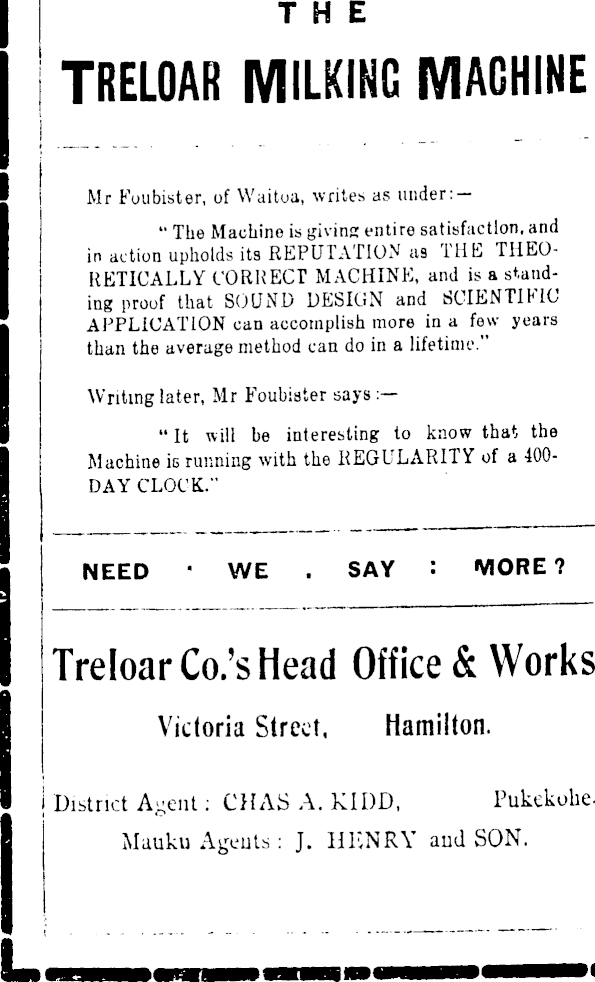 THE
TRELOAR MILKING MACHINE
Mr Foubister, of Waitoa, writes as under:—
“ The Machine is giving entire satisfaction, and
in action upholds its REPUTATION as THE THEO-
RETICALLY CORRECT MACHINE, and is a stand-
ing proof that SOUND DESIGN and SCIENTIFIC
APPLICATION can accomplish more in a few years
than the average method can do in a lifetime.”
Writing later, Mr Foubister says :—
“ It will be interesting to know that the
Machine is running with the REGULARITY of a 400-
DAY CLOCK.”
NEED · WE . SAY : MORE ?
Treloar Co.’s Head Office & Works
Victoria Street, Hamilton.
District Agent : CHAS A. KIDD, Pukekohe.
Mauku Agents : J. HENRY and SON.